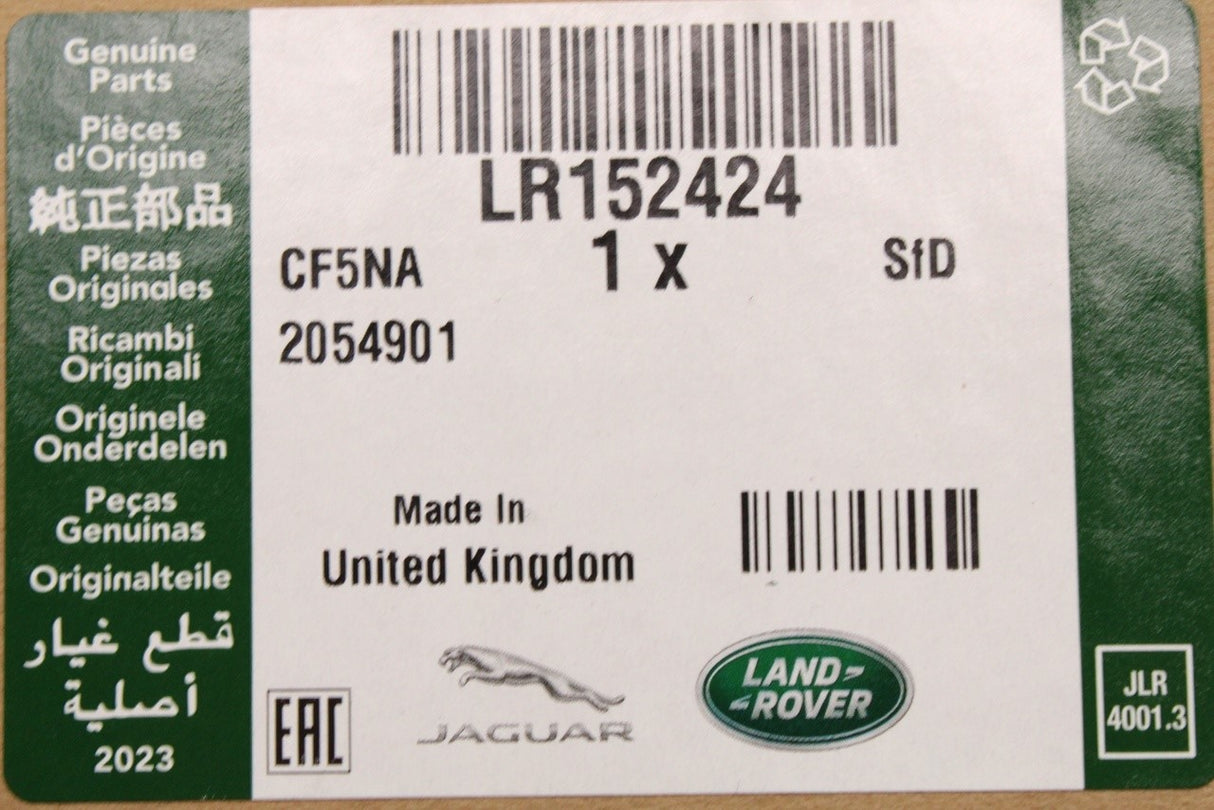 Genuine
Parts
Pièces
d'Origine
純正部品
Piezas
Originales
Ricambi
Originali
Originele
Onderdelen
Peças
Genuinas
Originalteile
قطع غيار
أصلية
2023
LR152424
CF5NA
1 x
SfD
2054901
Made In
United Kingdom
EAC
JAGUAR
LAND-
-ROVER
JLR
4001.3